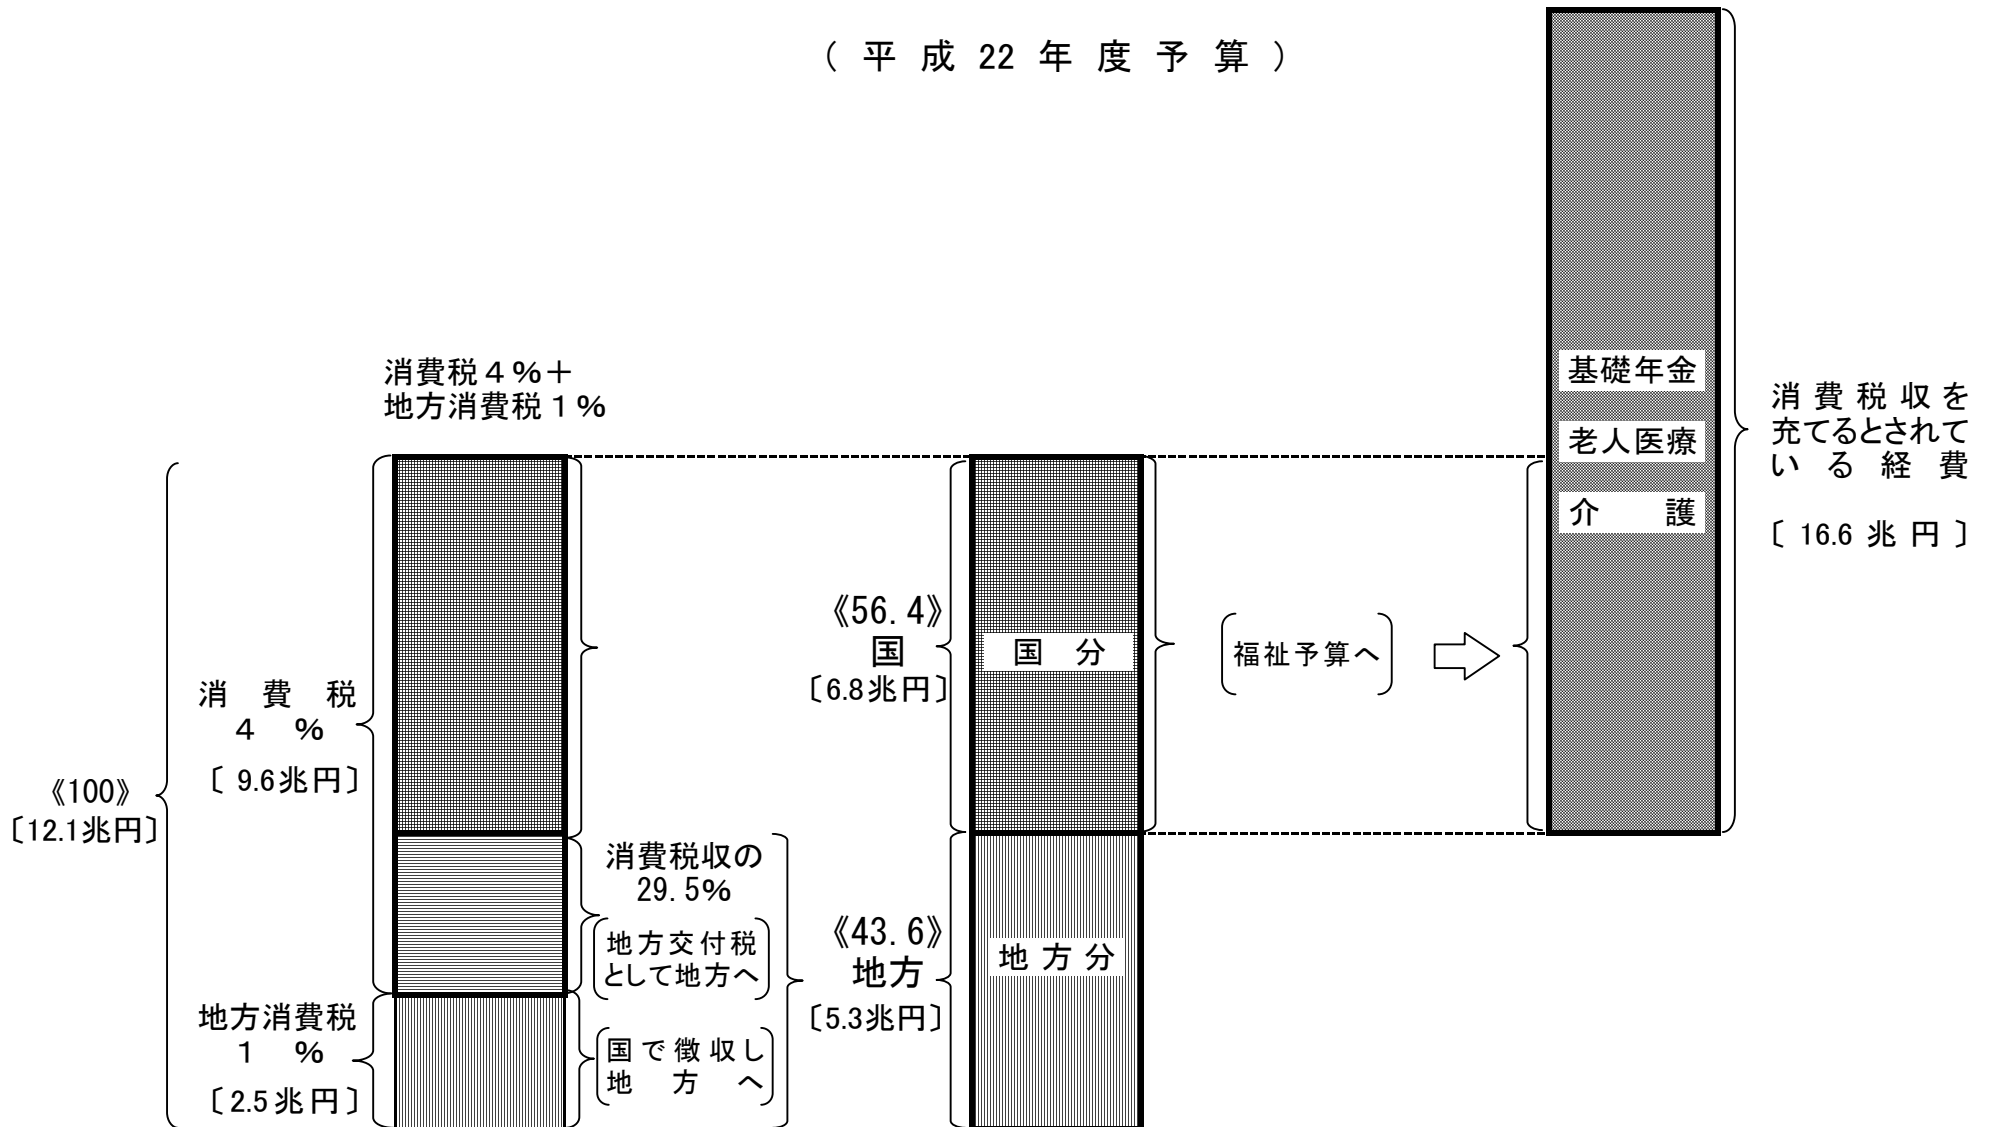 (平成22年度予算)
消費税4%+
地方消費税1%
《100》
〔12.1兆円〕
消費税
4%
〔9.6兆円〕
地方消費税
1%
〔2.5兆円〕
消費税収の
29.5%
地方交付税
として地方へ
国で徴収し
地方へ
《56.4》
国
〔6.8兆円〕
《43.6》
地方
〔5.3兆円〕
国分
地方分
福祉予算へ
基礎年金
老人医療
介護
消費税収を
充てるとされて
いる経費
〔16.6兆円〕